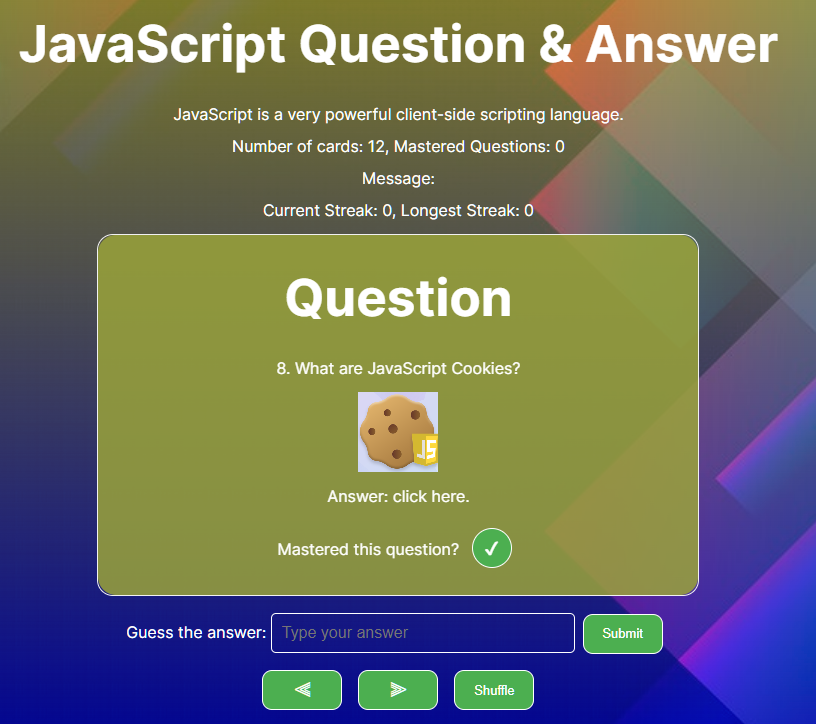 JavaScript Question & Answer
JavaScript is a very powerful client-side scripting language.
Number of cards: 12, Mastered Questions: 0
Message:
Current Streak: 0, Longest Streak: 0
Question
8. What are JavaScript Cookies?
JS
Answer: click here.
Mastered this question? ✓
Guess the answer: Type your answer Submit
⪡ ⪢ Shuffle